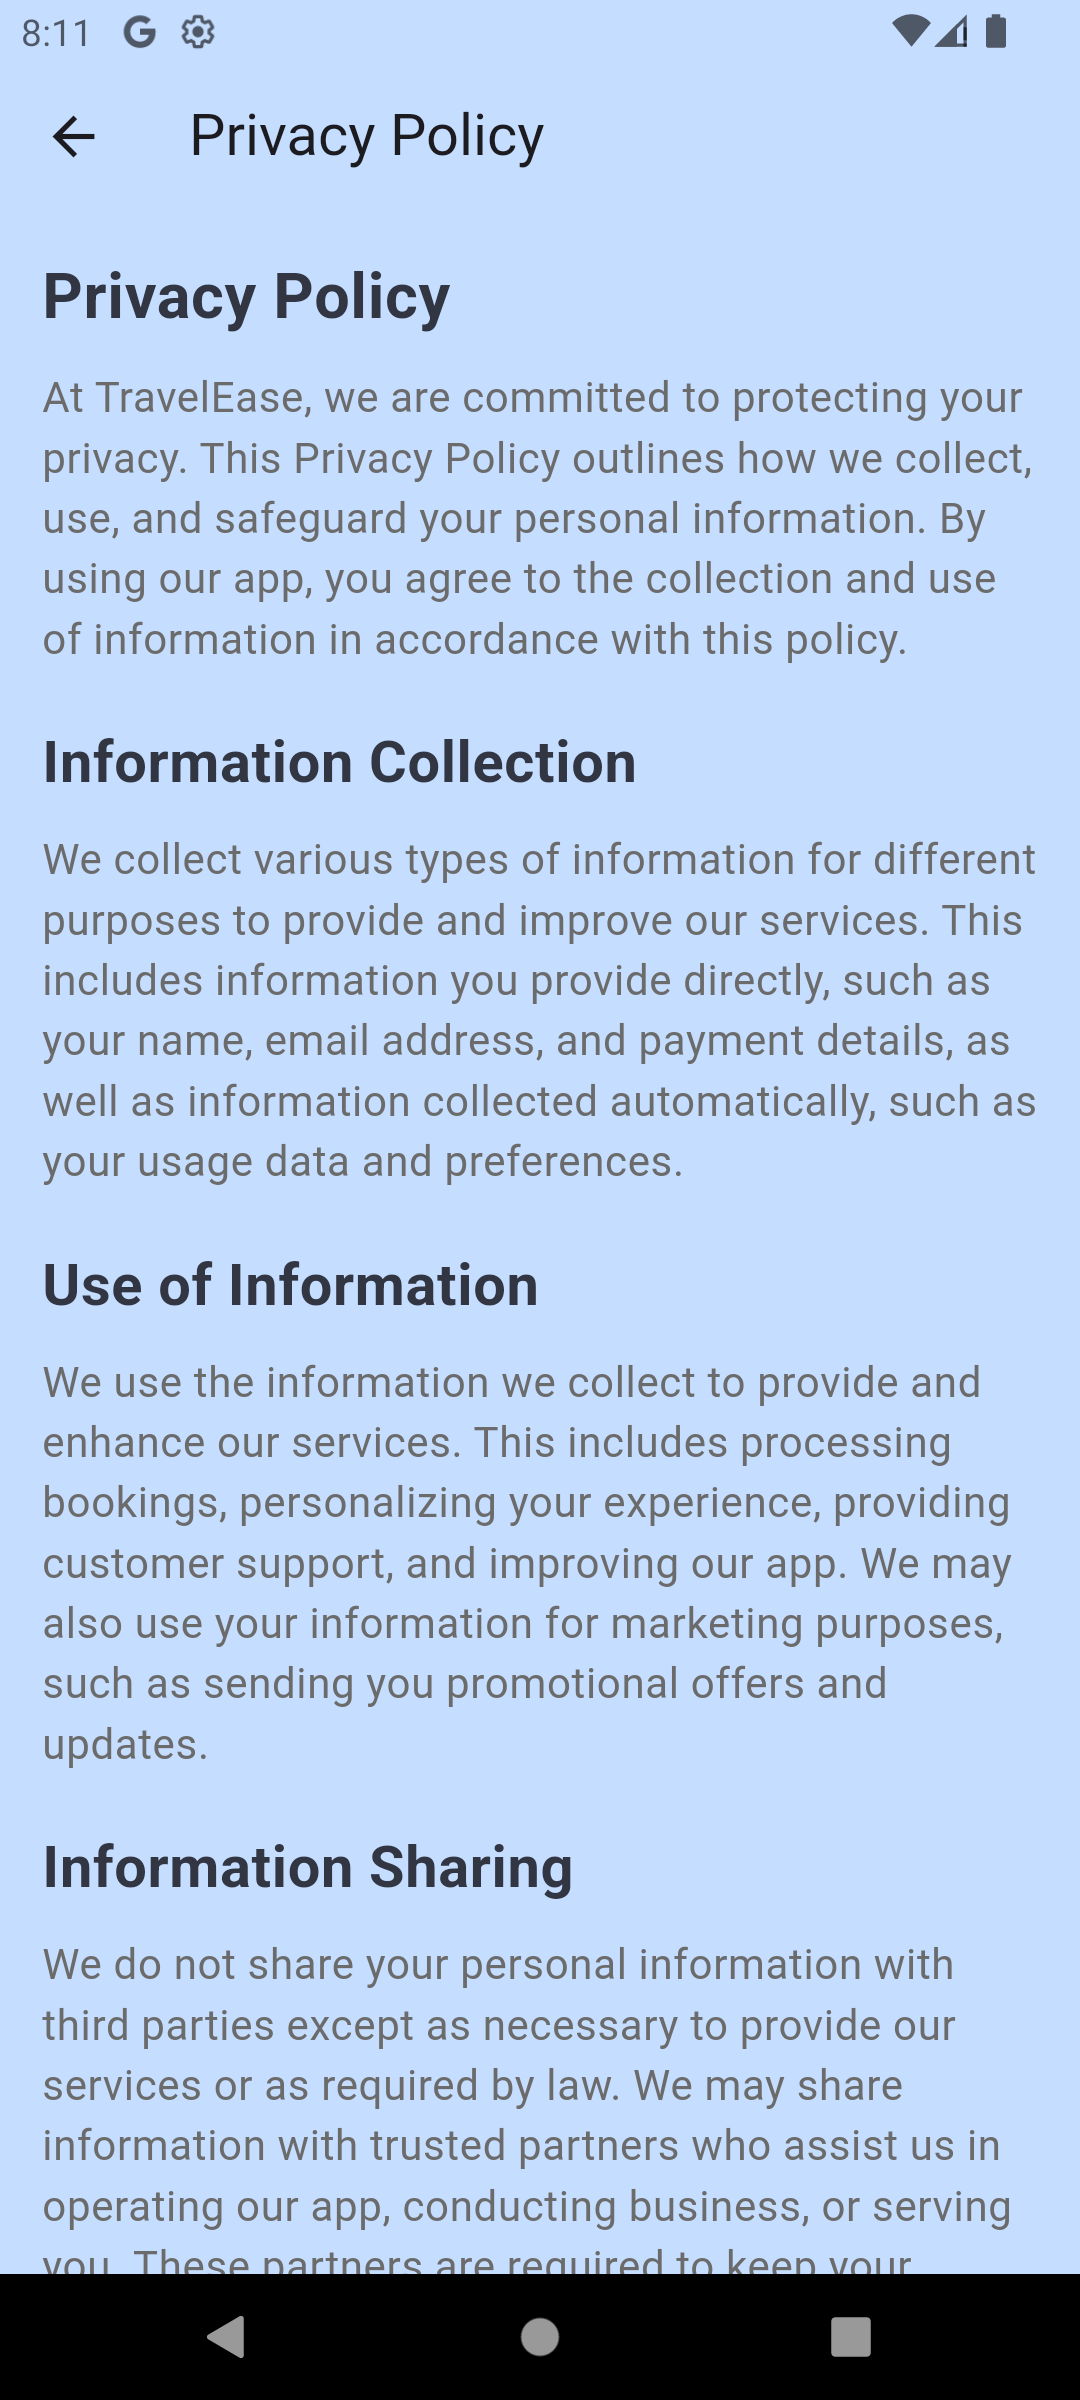 8:11
Privacy Policy
Privacy Policy
At TravelEase, we are committed to protecting your
privacy. This Privacy Policy outlines how we collect,
use, and safeguard your personal information. By
using our app, you agree to the collection and use
of information in accordance with this policy.
Information Collection
We collect various types of information for different
purposes to provide and improve our services. This
includes information you provide directly, such as
your name, email address, and payment details, as
well as information collected automatically, such as
your usage data and preferences.
Use of Information
We use the information we collect to provide and
enhance our services. This includes processing
bookings, personalizing your experience, providing
customer support, and improving our app. We may
also use your information for marketing purposes,
such as sending you promotional offers and
updates.
Information Sharing
We do not share your personal information with
third parties except as necessary to provide our
services or as required by law. We may share
information with trusted partners who assist us in
operating our app, conducting business, or serving
you. These partners are required to keep your